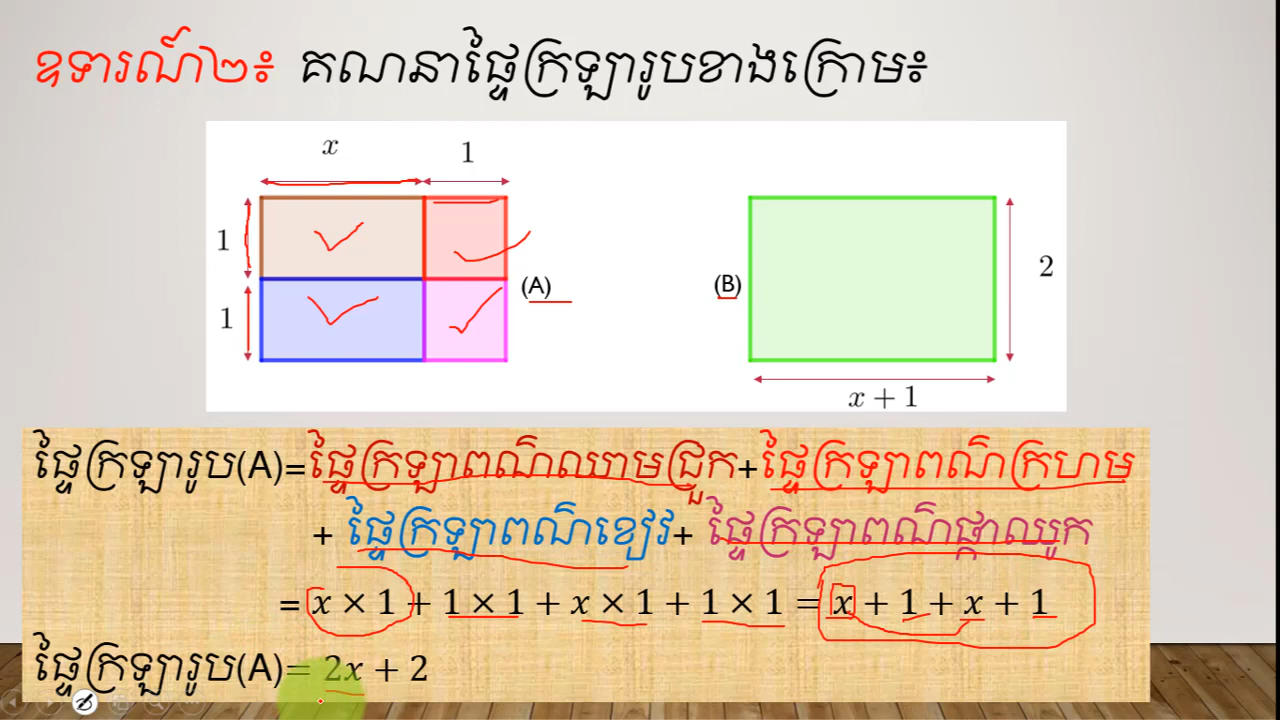 ឧទារណ៍២៖ គណនាផ្ទៃក្រឡារូបខាងក្រោម៖
x
1
1
1
(A)
(B)
2
x + 1
ផ្ទៃក្រឡារូប(A)=ផ្ទៃក្រឡាពណ៌ឈាមជ្រូក+ផ្ទៃក្រឡាពណ៌ក្រហម
+ ផ្ទៃក្រឡាពណ៌ខៀវ+ ផ្ទៃក្រឡាពណ៌ផ្កាឈូក
= x × 1 + 1 × 1 + x × 1 + 1 × 1 = x + 1 + x + 1
ផ្ទៃក្រឡារូប(A)= 2x + 2